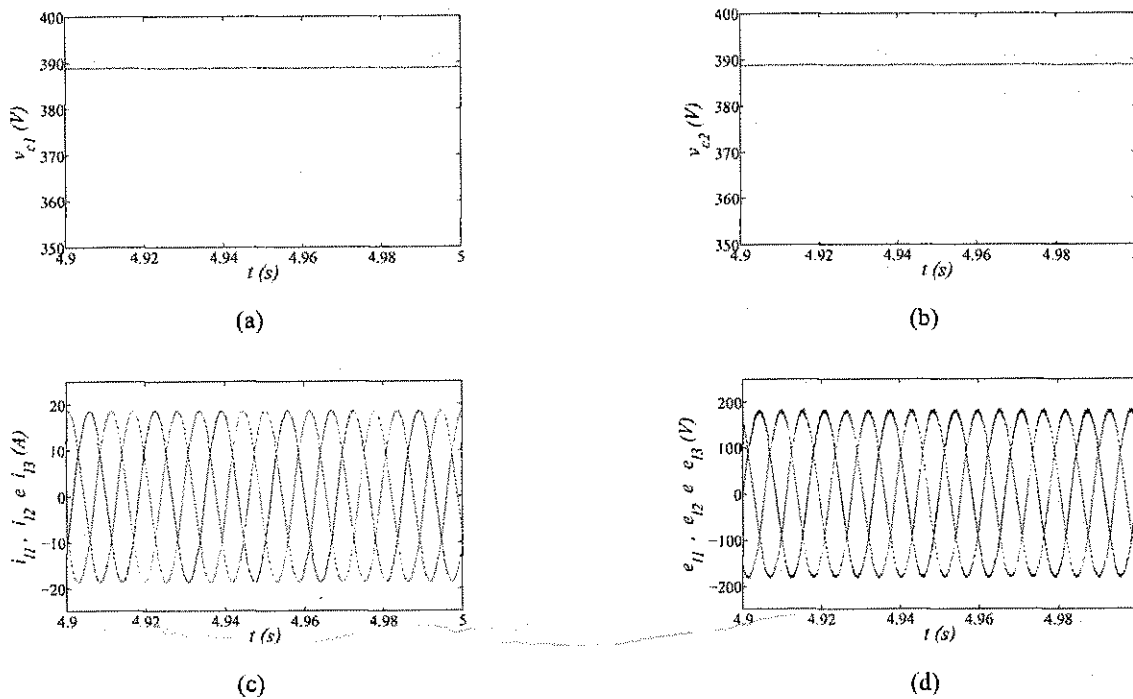 400
390
380
370
360
350
v_c1 (V)
4.9 4.92 4.94 4.96 4.98 5
t (s)
(a)
400
390
380
370
360
350
v_c2 (V)
4.9 4.92 4.94 4.96 4.98
t (s)
(b)
20
10
0
−10
−20
i_l1 , i_l2 e i_l3 (A)
4.9 4.92 4.94 4.96 4.98 5
t (s)
(c)
200
100
0
−100
−200
e_l1 , e_l2 e e_l3 (V)
4.9 4.92 4.94 4.96 4.98
t (s)
(d)